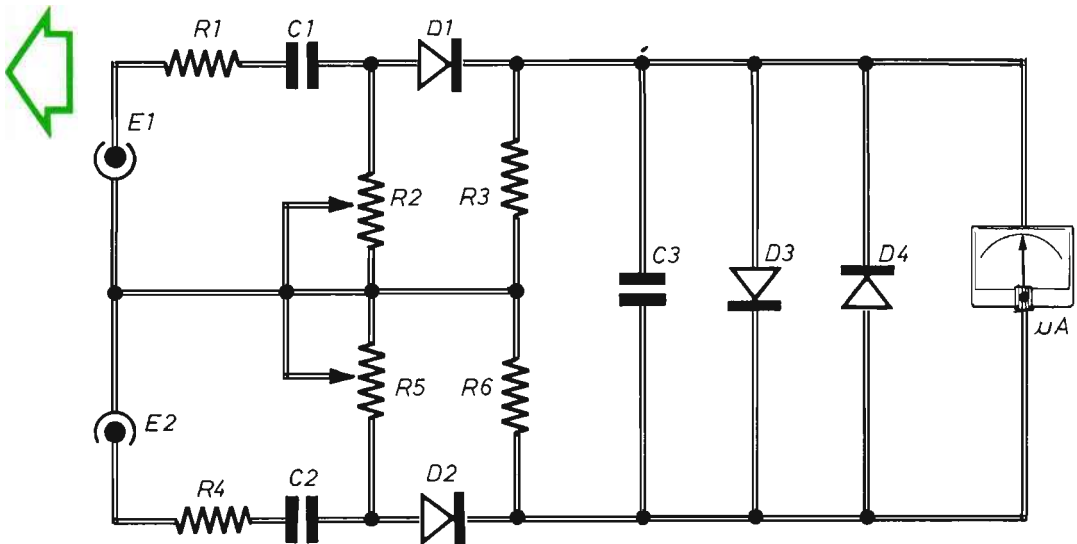 R1 C1 D1
E1
R2 R3
C3 D3 D4
µA
R5 R6
E2
R4 C2 D2